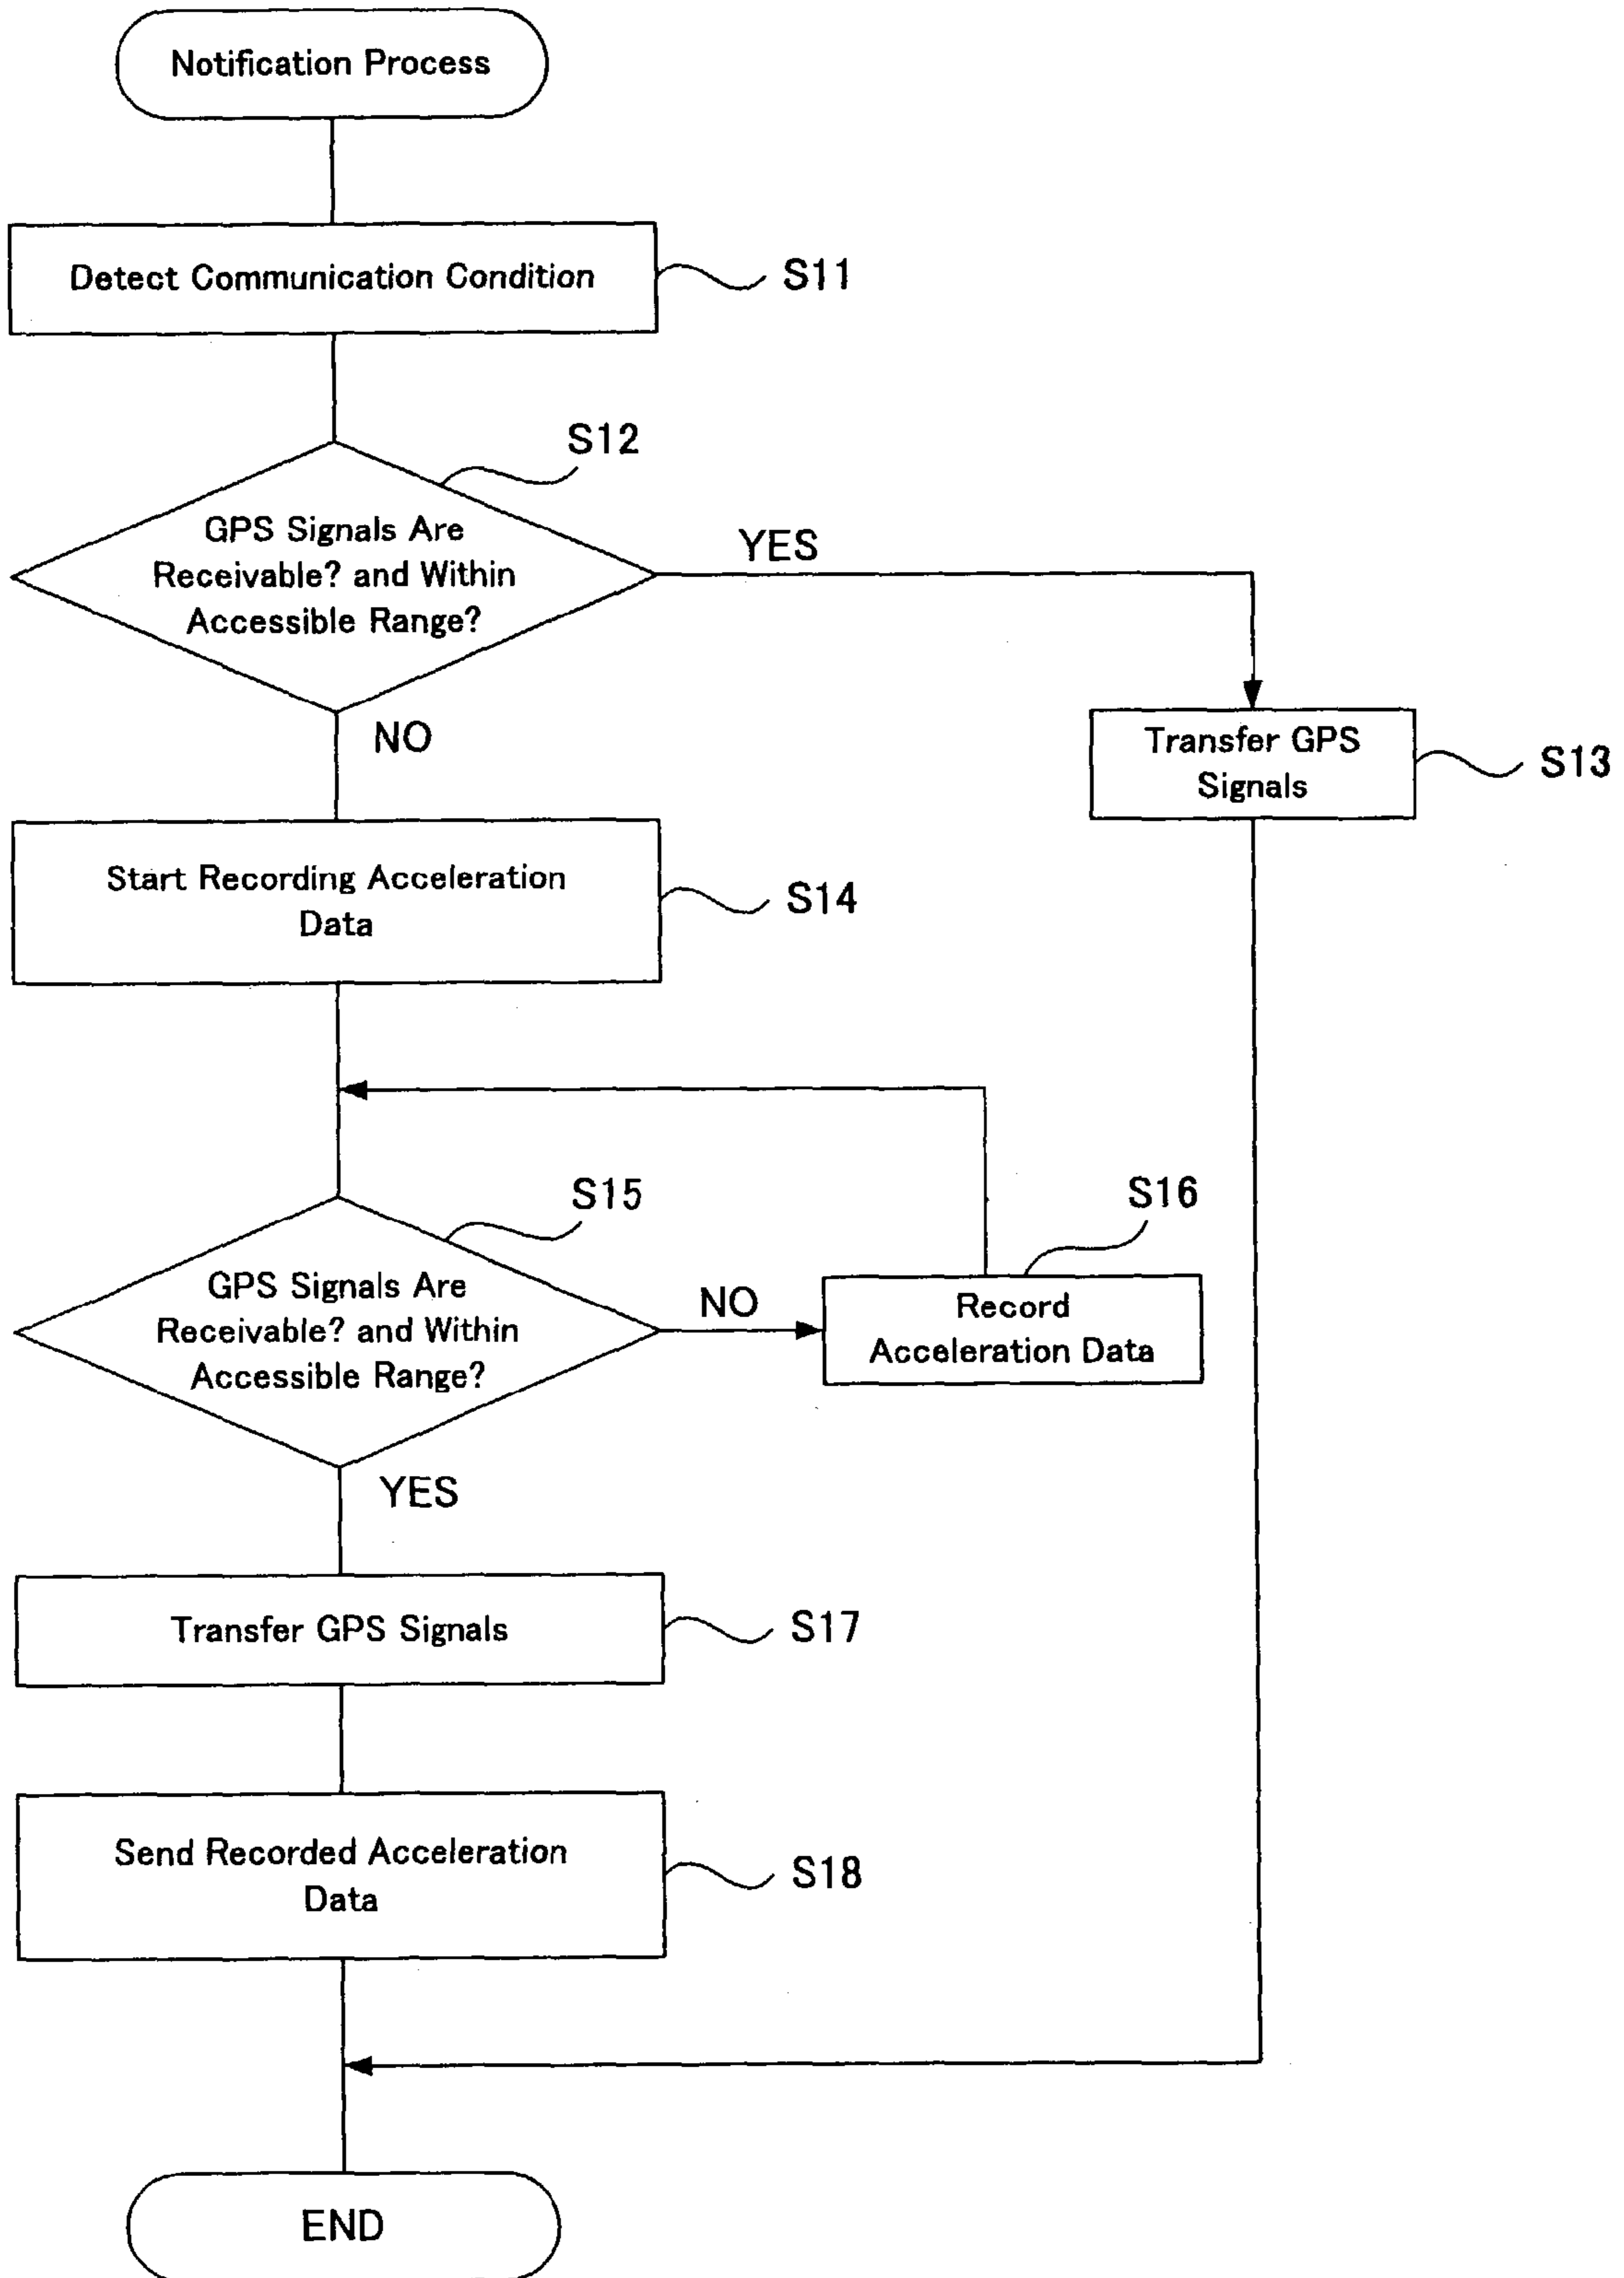 Notification Process
Detect Communication Condition
S11
S12
GPS Signals Are
Receivable? and Within
Accessible Range?
YES
NO
Transfer GPS
Signals
S13
Start Recording Acceleration
Data
S14
S15
S16
GPS Signals Are
Receivable? and Within
Accessible Range?
NO
Record
Acceleration Data
YES
Transfer GPS Signals
S17
Send Recorded Acceleration
Data
S18
END